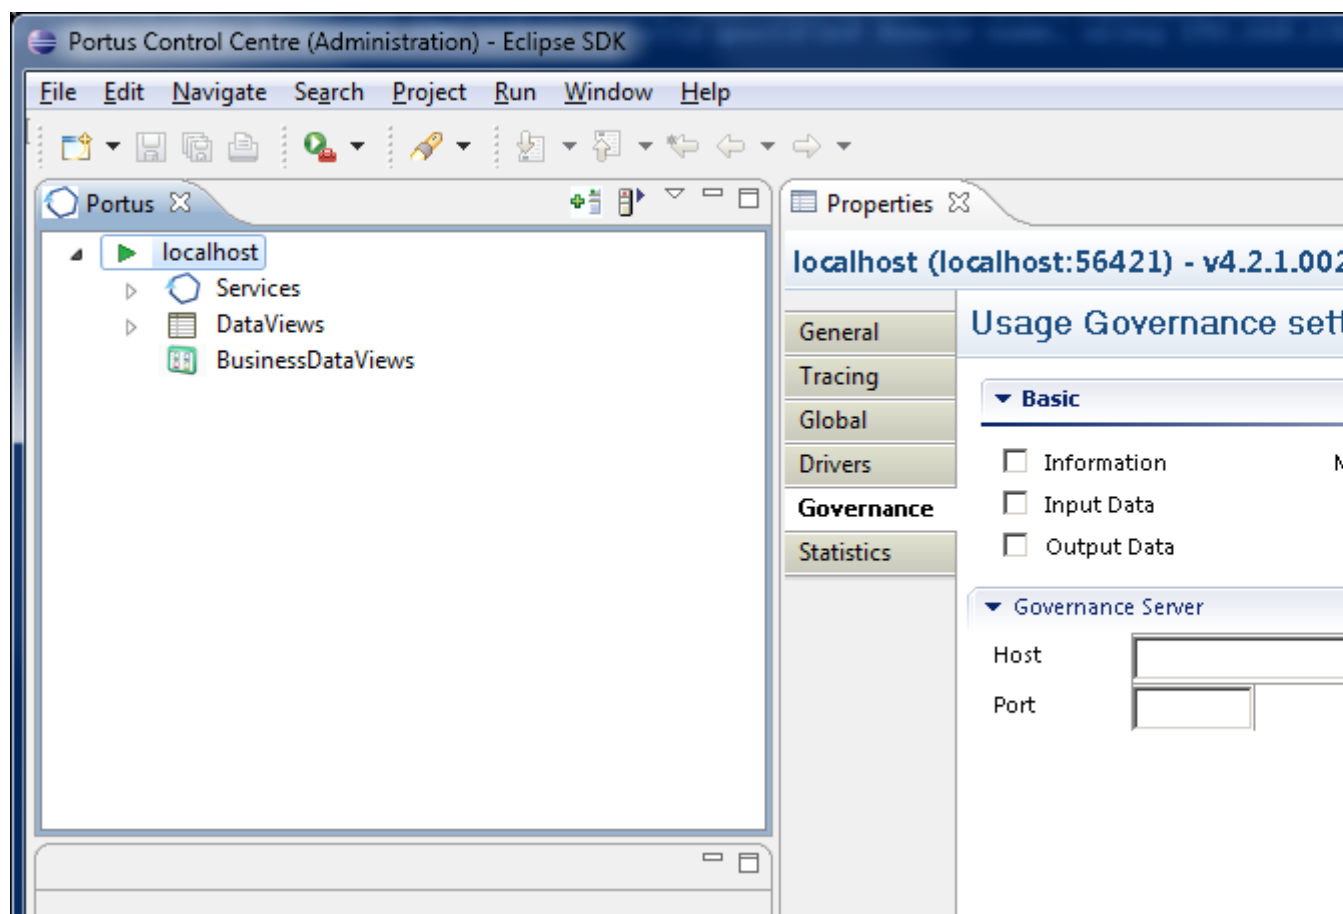 Portus Control Centre (Administration) - Eclipse SDK
File Edit Navigate Search Project Run Window Help
Portus
localhost
Services
DataViews
BusinessDataViews
Properties
localhost (localhost:56421) - v4.2.1.002
General
Tracing
Global
Drivers
Governance
Statistics
Usage Governance sett
Basic
Information
Input Data
Output Data
Governance Server
Host
Port